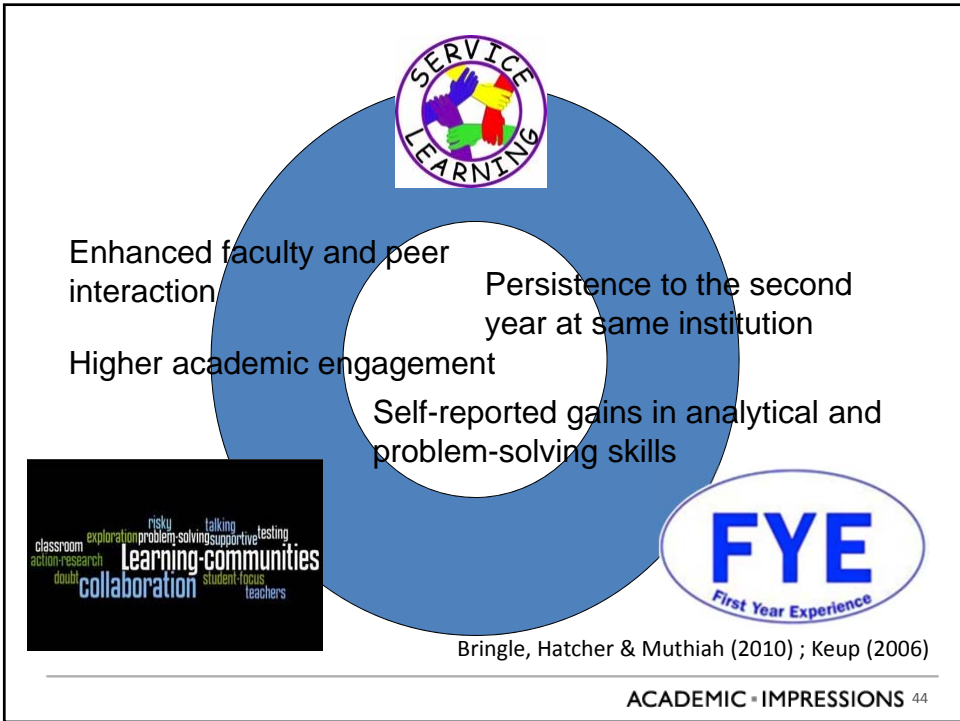 SERVICE
LEARNING
Enhanced faculty and peer
interaction
Persistence to the second
year at same institution
Higher academic engagement
Self-reported gains in analytical and
problem-solving skills
risky talking
exploration problem-solving supportive testing
classroom
action-research Learning-communities
doubt collaboration student-focus
teachers
FYE
First Year Experience
Bringle, Hatcher & Muthiah (2010) ; Keup (2006)
ACADEMIC ▪ IMPRESSIONS 44